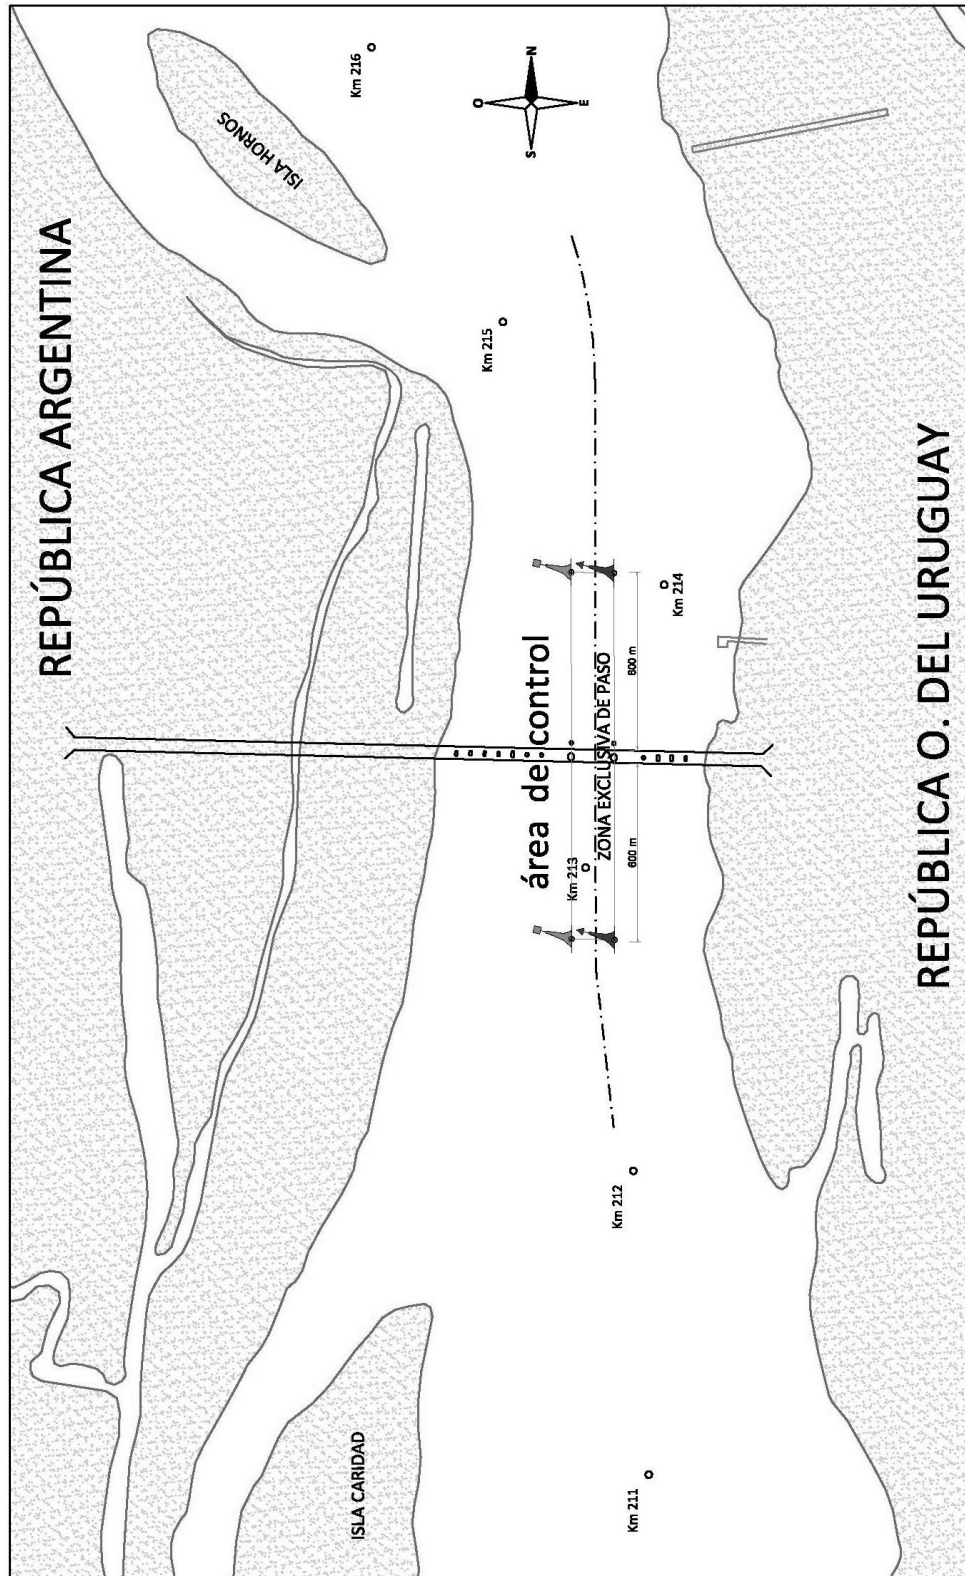 REPÚBLICA ARGENTINA
ISLA HORNOS
Km 216
O
N
S
E
Km 215
área de control
ZONA EXCLUSIVA DE PASO
Km 214
600 m
600 m
Km 213
Km 212
Km 211
ISLA CARIDAD
REPÚBLICA O. DEL URUGUAY